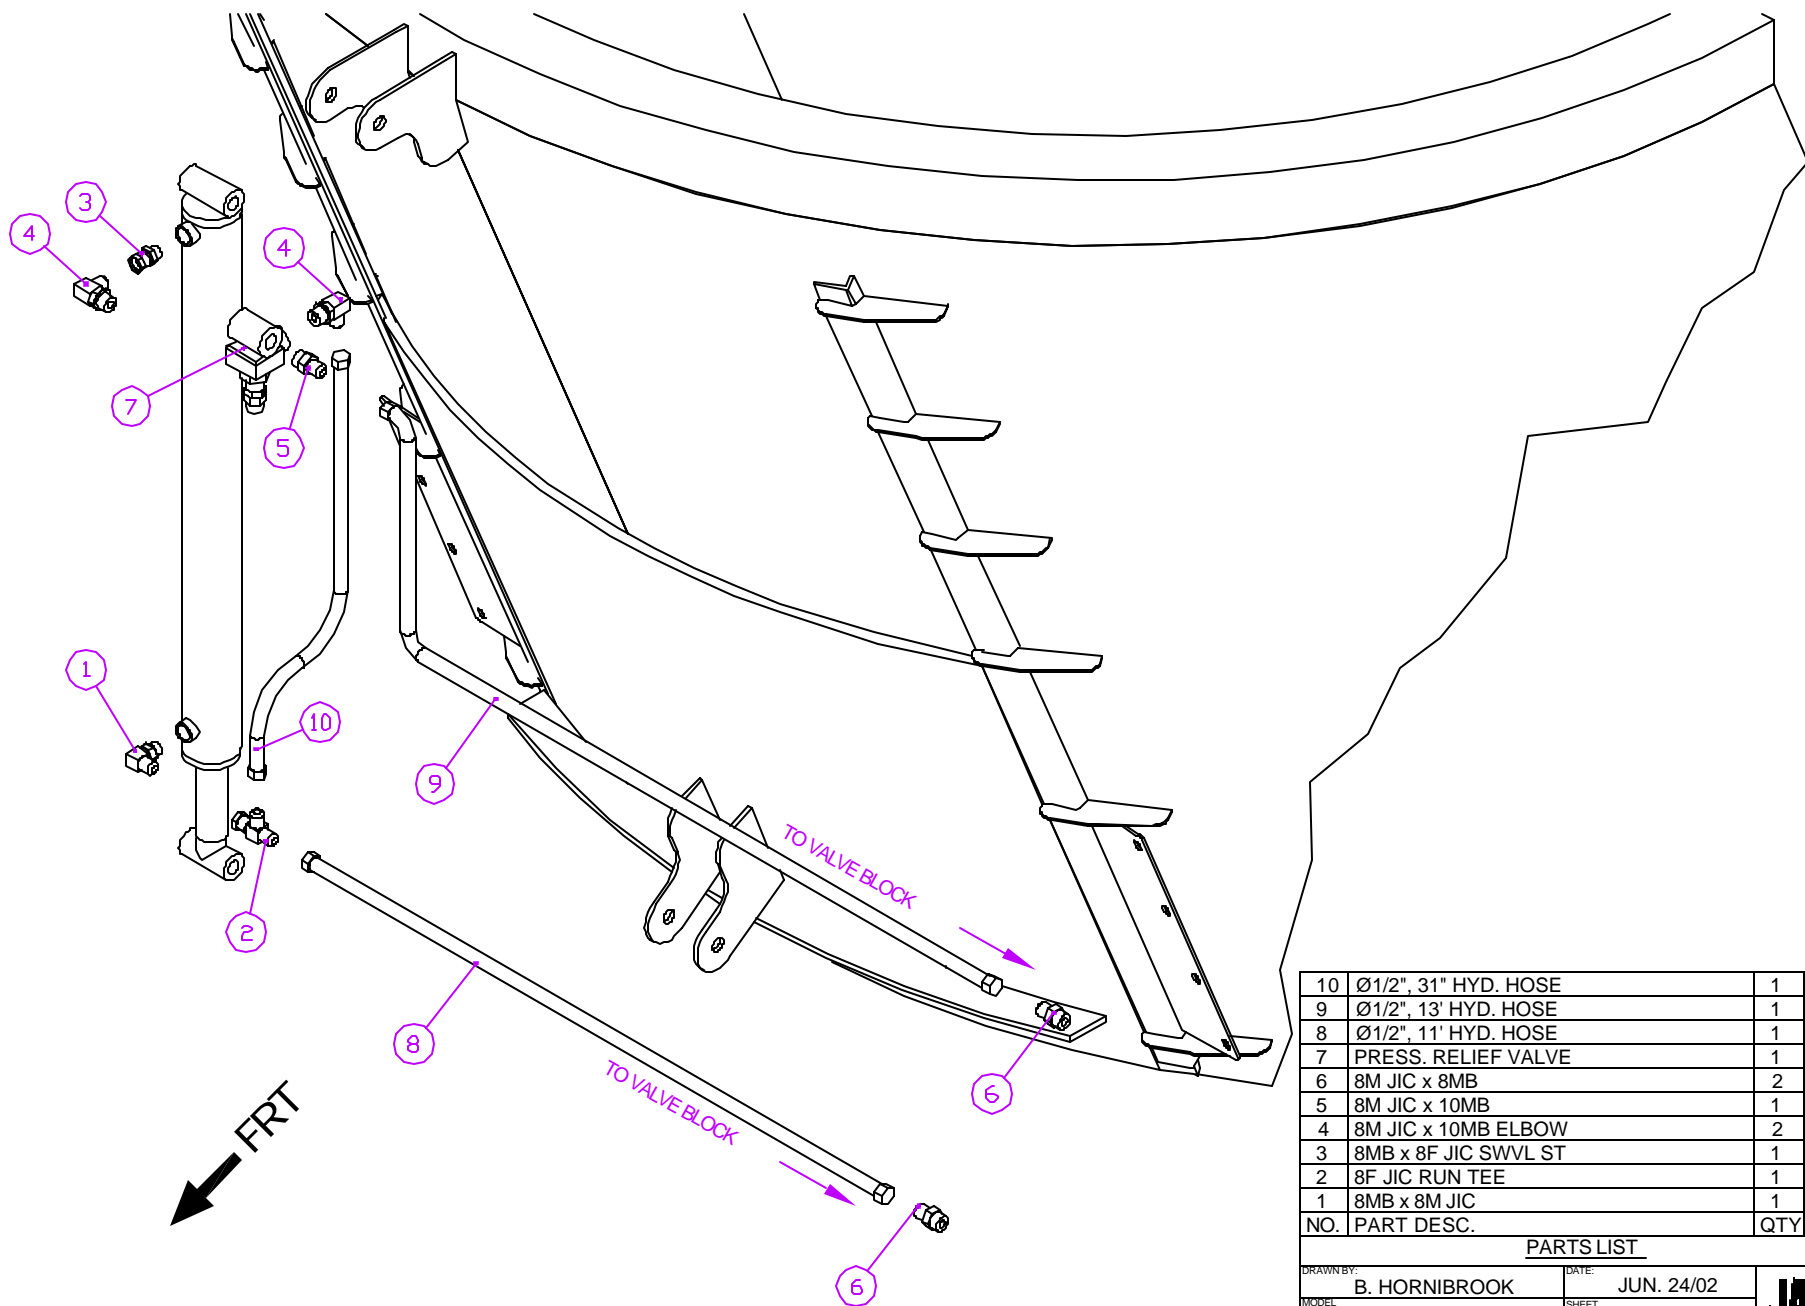 3
4
4
7
5
1
10
9
2
TO VALVE BLOCK
8
TO VALVE BLOCK
6
6
FRT
10 Ø1/2", 31" HYD. HOSE 1
9 Ø1/2", 13' HYD. HOSE 1
8 Ø1/2", 11' HYD. HOSE 1
7 PRESS. RELIEF VALVE 1
6 8M JIC x 8MB 2
5 8M JIC x 10MB 1
4 8M JIC x 10MB ELBOW 2
3 8MB x 8F JIC SWVL ST 1
2 8F JIC RUN TEE 1
1 8MB x 8M JIC 1
NO. PART DESC. QTY
PARTS LIST
DRAWN BY: DATE:
B. HORNIBROOK JUN. 24/02
MODEL SHEET